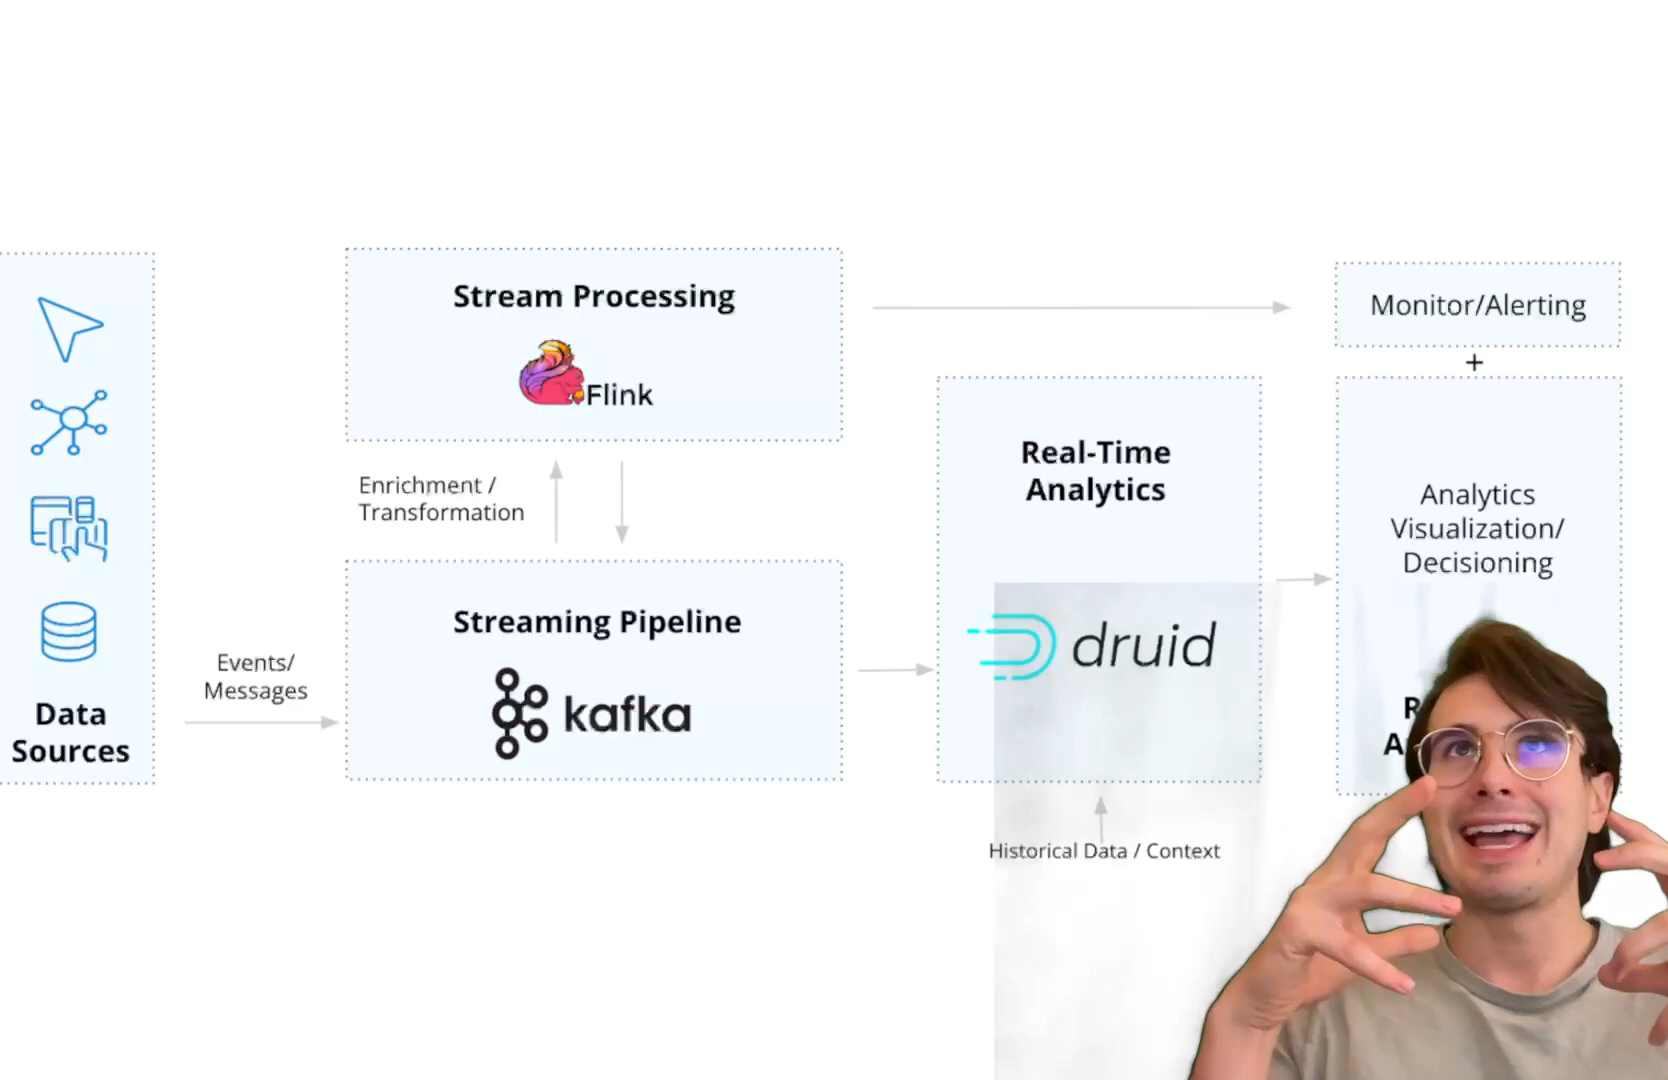 Data
Sources
Events/
Messages
Stream Processing
Flink
Enrichment /
Transformation
Streaming Pipeline
kafka
Real-Time
Analytics
druid
Historical Data / Context
Monitor/Alerting
+
Analytics
Visualization/
Decisioning